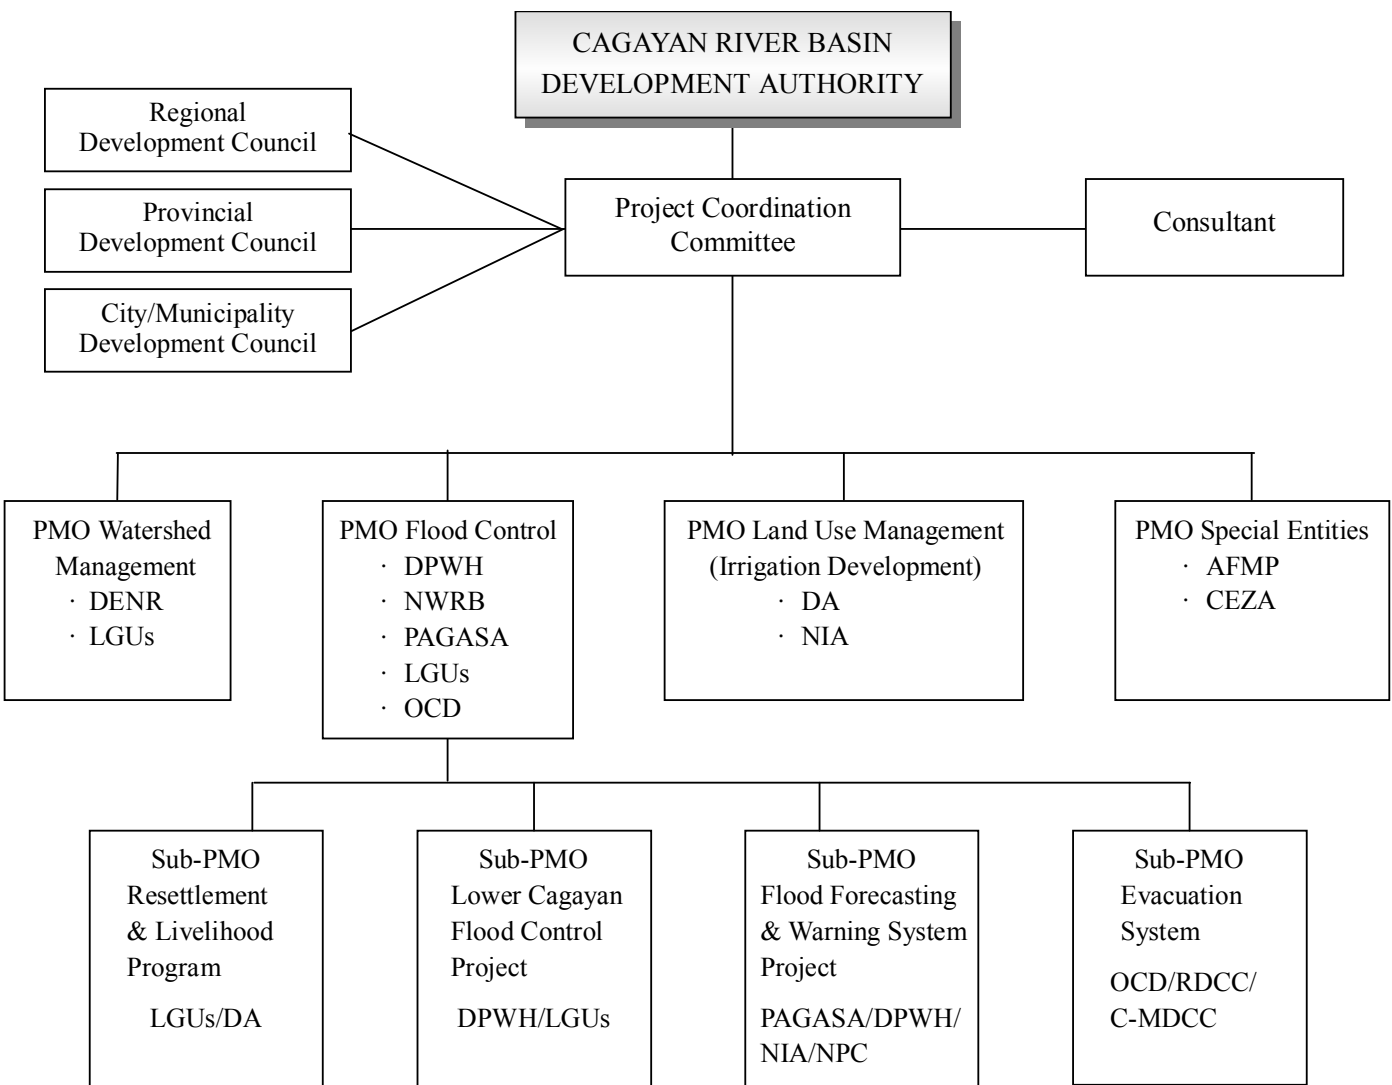 CAGAYAN RIVER BASIN
DEVELOPMENT AUTHORITY
Regional
Development Council
Provincial
Development Council
City/Municipality
Development Council
Project Coordination
Committee
Consultant
PMO Watershed
Management
· DENR
· LGUs
PMO Flood Control
· DPWH
· NWRB
· PAGASA
· LGUs
· OCD
PMO Land Use Management
(Irrigation Development)
· DA
· NIA
PMO Special Entities
· AFMP
· CEZA
Sub-PMO
Resettlement
& Livelihood
Program
LGUs/DA
Sub-PMO
Lower Cagayan
Flood Control
Project
DPWH/LGUs
Sub-PMO
Flood Forecasting
& Warning System
Project
PAGASA/DPWH/
NIA/NPC
Sub-PMO
Evacuation
System
OCD/RDCC/
C-MDCC